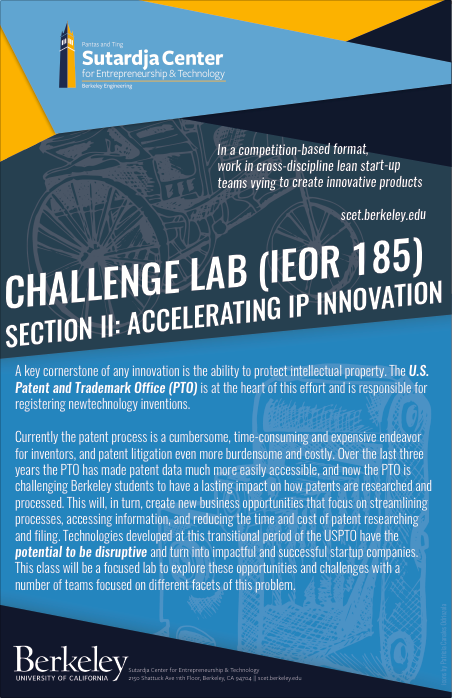 Pantas and Ting
Sutardja Center
for Entrepreneurship & Technology
Berkeley Engineering
In a competition-based format,
work in cross-discipline lean start-up
teams vying to create innovative products
scet.berkeley.edu
CHALLENGE LAB (IEOR 185)
SECTION II: ACCELERATING IP INNOVATION
A key cornerstone of any innovation is the ability to protect intellectual property. The U.S.
Patent and Trademark Office (PTO) is at the heart of this effort and is responsible for
registering newtechnology inventions.
Currently the patent process is a cumbersome, time-consuming and expensive endeavor
for inventors, and patent litigation even more burdensome and costly. Over the last three
years the PTO has made patent data much more easily accessible, and now the PTO is
challenging Berkeley students to have a lasting impact on how patents are researched and
processed. This will, in turn, create new business opportunities that focus on streamlining
processes, accessing information, and reducing the time and cost of patent researching
and filing. Technologies developed at this transitional period of the USPTO have the
potential to be disruptive and turn into impactful and successful startup companies.
This class will be a focused lab to explore these opportunities and challenges with a
number of teams focused on different facets of this problem.
Berkeley
UNIVERSITY OF CALIFORNIA
Sutardja Center for Entrepreneurship & Technology
2150 Shattuck Ave 11th Floor, Berkeley, CA 94704 || scet.berkeley.edu